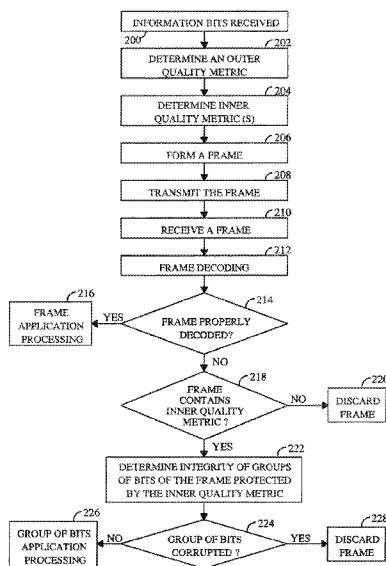 INFORMATION BITS RECEIVED
200
202
DETERMINE AN OUTER
QUALITY METRIC
204
DETERMINE INNER
QUALITY METRIC (S)
206
FORM A FRAME
208
TRANSMIT THE FRAME
210
RECEIVE A FRAME
212
FRAME DECODING
214
216
FRAME
APPLICATION
PROCESSING
YES
FRAME PROPERLY
DECODED?
NO
218
FRAME
CONTAINS
INNER QUALITY
METRIC ?
NO
220
DISCARD
FRAME
YES
222
DETERMINE INTEGRITY OF GROUPS
OF BITS OF THE FRAME PROTECTED
BY THE INNER QUALITY METRIC
226
GROUP OF BITS
APPLICATION
PROCESSING
NO
224
GROUP OF BITS
CORRUPTED ?
YES
228
DISCARD
FRAME